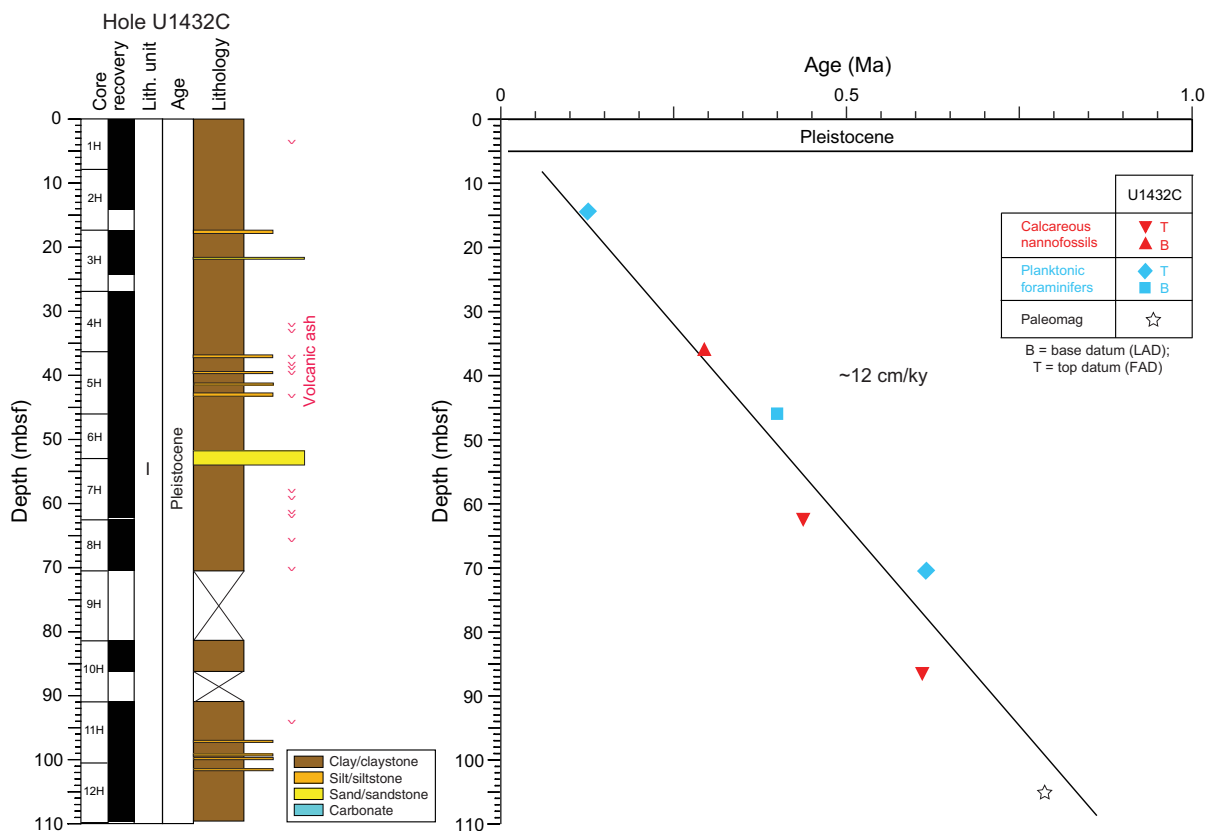 Hole U1432C
Core
recovery
Lith. unit
Age
Lithology
Depth (mbsf)
0
10
20
30
40
50
60
70
80
90
100
110
1H
2H
3H
4H
5H
6H
7H
8H
9H
10H
11H
12H
I
Pleistocene
Volcanic ash
Clay/claystone
Silt/siltstone
Sand/sandstone
Carbonate
Age (Ma)
0
0.5
1.0
Pleistocene
Depth (mbsf)
0
10
20
30
40
50
60
70
80
90
100
110
~12 cm/ky
U1432C
Calcareous
nannofossils
T
B
Planktonic
foraminifers
T
B
Paleomag
B = base datum (LAD);
T = top datum (FAD)